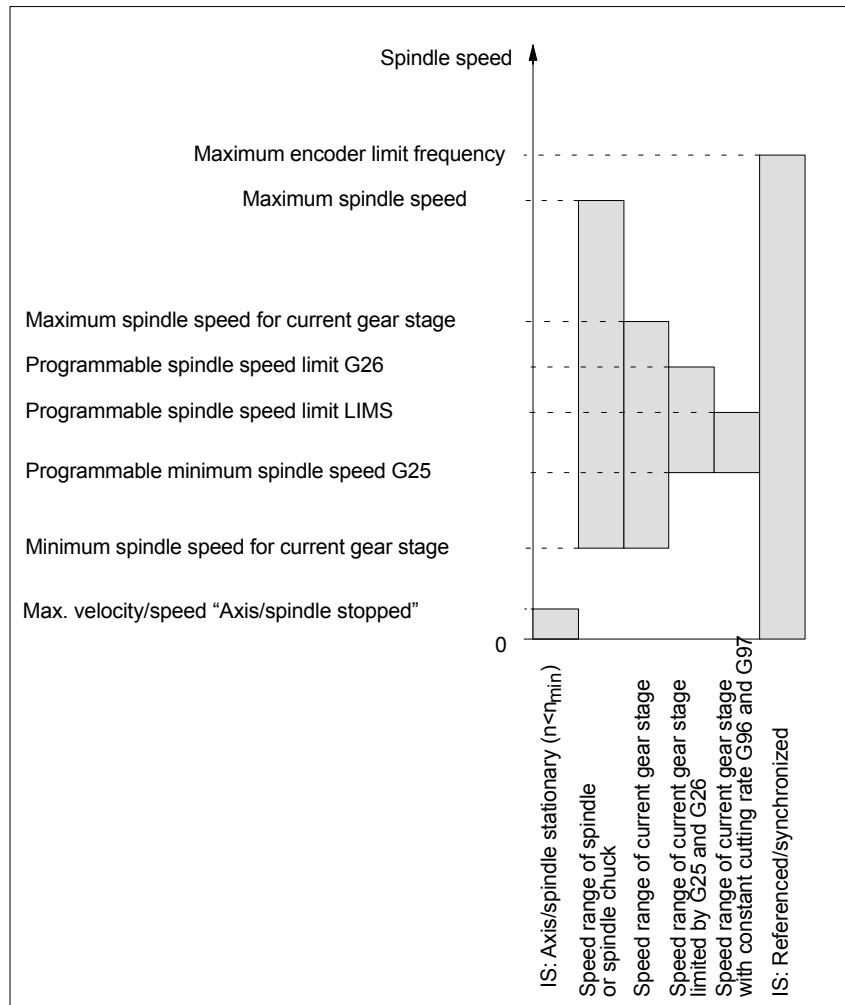 Spindle speed
Maximum encoder limit frequency
Maximum spindle speed
Maximum spindle speed for current gear stage
Programmable spindle speed limit G26
Programmable spindle speed limit LIMS
Programmable minimum spindle speed G25
Minimum spindle speed for current gear stage
Max. velocity/speed “Axis/spindle stopped”
0
IS: Axis/spindle stationary (n<nmin)
Speed range of spindle
or spindle chuck
Speed range of current gear stage
Speed range of current gear stage
limited by G25 and G26
Speed range of current gear stage
with constant cutting rate G96 and G97
IS: Referenced/synchronized